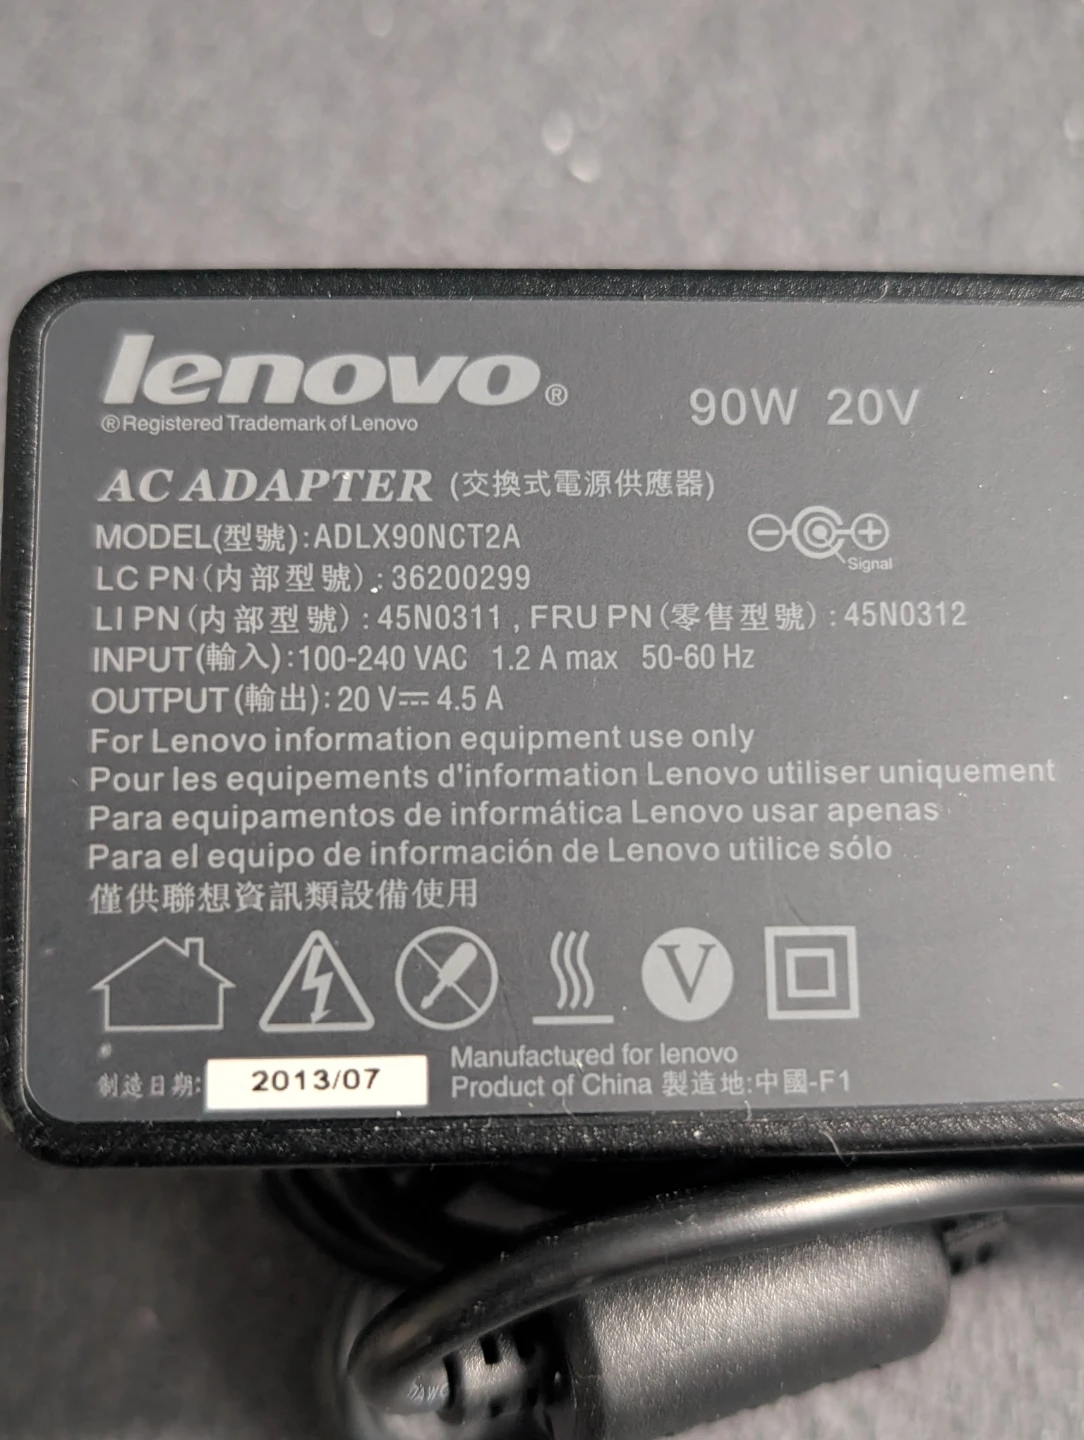 lenovo®
®Registered Trademark of Lenovo
90W 20V
AC ADAPTER (交換式電源供應器)
MODEL(型號):ADLX90NCT2A
Signal
LC PN(內部型號):36200299
LI PN(內部型號):45N0311 , FRU PN(零售型號):45N0312
INPUT(輸入):100-240 VAC 1.2 A max 50-60 Hz
OUTPUT(輸出):20 V⎓ 4.5 A
For Lenovo information equipment use only
Pour les equipements d'information Lenovo utiliser uniquement
Para equipamentos de informática Lenovo usar apenas
Para el equipo de información de Lenovo utilice sólo
僅供聯想資訊類設備使用
V
製造日期: 2013/07
Manufactured for lenovo
Product of China 製造地:中國-F1